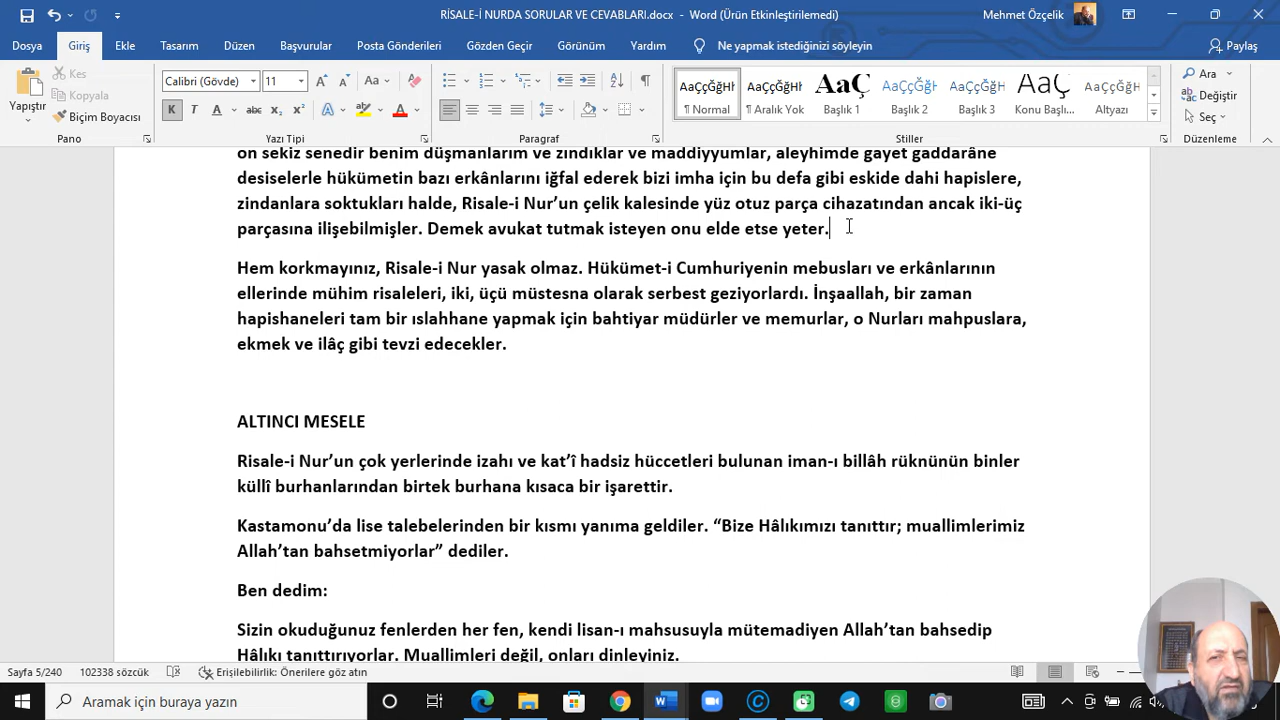 RİSALE-İ NURDA SORULAR VE CEVABLARI.docx - Word (Ürün Etkinleştirilemedi)
Mehmet Özçelik
Dosya Giriş Ekle Tasarım Düzen Başvurular Posta Gönderileri Gözden Geçir Görünüm Yardım Ne yapmak istediğinizi söyleyin Paylaş
Yapıştır
Kes
Kopyala
Biçim Boyacısı
Calibri (Gövde) 11
K T A abc x₂ x²
AaÇçĞğHł AaÇçĞğHł AaÇ AaÇçĞğH AaÇçĞğH AaÇ AaÇçĞğH
¶ Normal ¶ Aralık Yok Başlık 1 Başlık 2 Başlık 3 Konu Başlı... Altyazı
Ara
Değiştir
Seç
Pano Yazı Tipi Paragraf Stiller Düzenleme
on sekiz senedir benim düşmanlarım ve zındıklar ve maddiyyumlar, aleyhimde gayet gaddarâne
desiselerle hükümetin bazı erkânlarını iğfal ederek bizi imha için bu defa gibi eskide dahi hapislere,
zindanlara soktukları halde, Risale-i Nur’un çelik kalesinde yüz otuz parça cihazatından ancak iki-üç
parçasına ilişebilmişler. Demek avukat tutmak isteyen onu elde etse yeter.
Hem korkmayınız, Risale-i Nur yasak olmaz. Hükümet-i Cumhuriyenin mebusları ve erkânlarının
ellerinde mühim risaleleri, iki, üçü müstesna olarak serbest geziyorlardı. İnşaallah, bir zaman
hapishaneleri tam bir ıslahhane yapmak için bahtiyar müdürler ve memurlar, o Nurları mahpuslara,
ekmek ve ilâç gibi tevzi edecekler.
ALTINCI MESELE
Risale-i Nur’un çok yerlerinde izahı ve kat’î hadsiz hüccetleri bulunan iman-ı billâh rüknünün binler
küllî burhanlarından birtek burhana kısaca bir işarettir.
Kastamonu’da lise talebelerinden bir kısmı yanıma geldiler. “Bize Hâlıkımızı tanıttır; muallimlerimiz
Allah’tan bahsetmiyorlar” dediler.
Ben dedim:
Sizin okuduğunuz fenlerden her fen, kendi lisan-ı mahsusuyla mütemadiyen Allah’tan bahsedip
Hâlıkı tanıttırıyorlar. Muallimleri değil, onları dinleyiniz.
Sayfa 5/240 102338 sözcük Erişilebilirlik: Önerilere göz atın
Aramak için buraya yazın